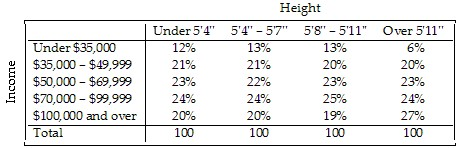 Height
Under 5'4" 5'4" – 5'7" 5'8" – 5'11" Over 5'11"
Under $35,000 12% 13% 13% 6%
$35,000 – $49,999 21% 21% 20% 20%
$50,000 – $69,999 23% 22% 23% 23%
$70,000 – $99,999 24% 24% 25% 24%
$100,000 and over 20% 20% 19% 27%
Total 100 100 100 100
Income